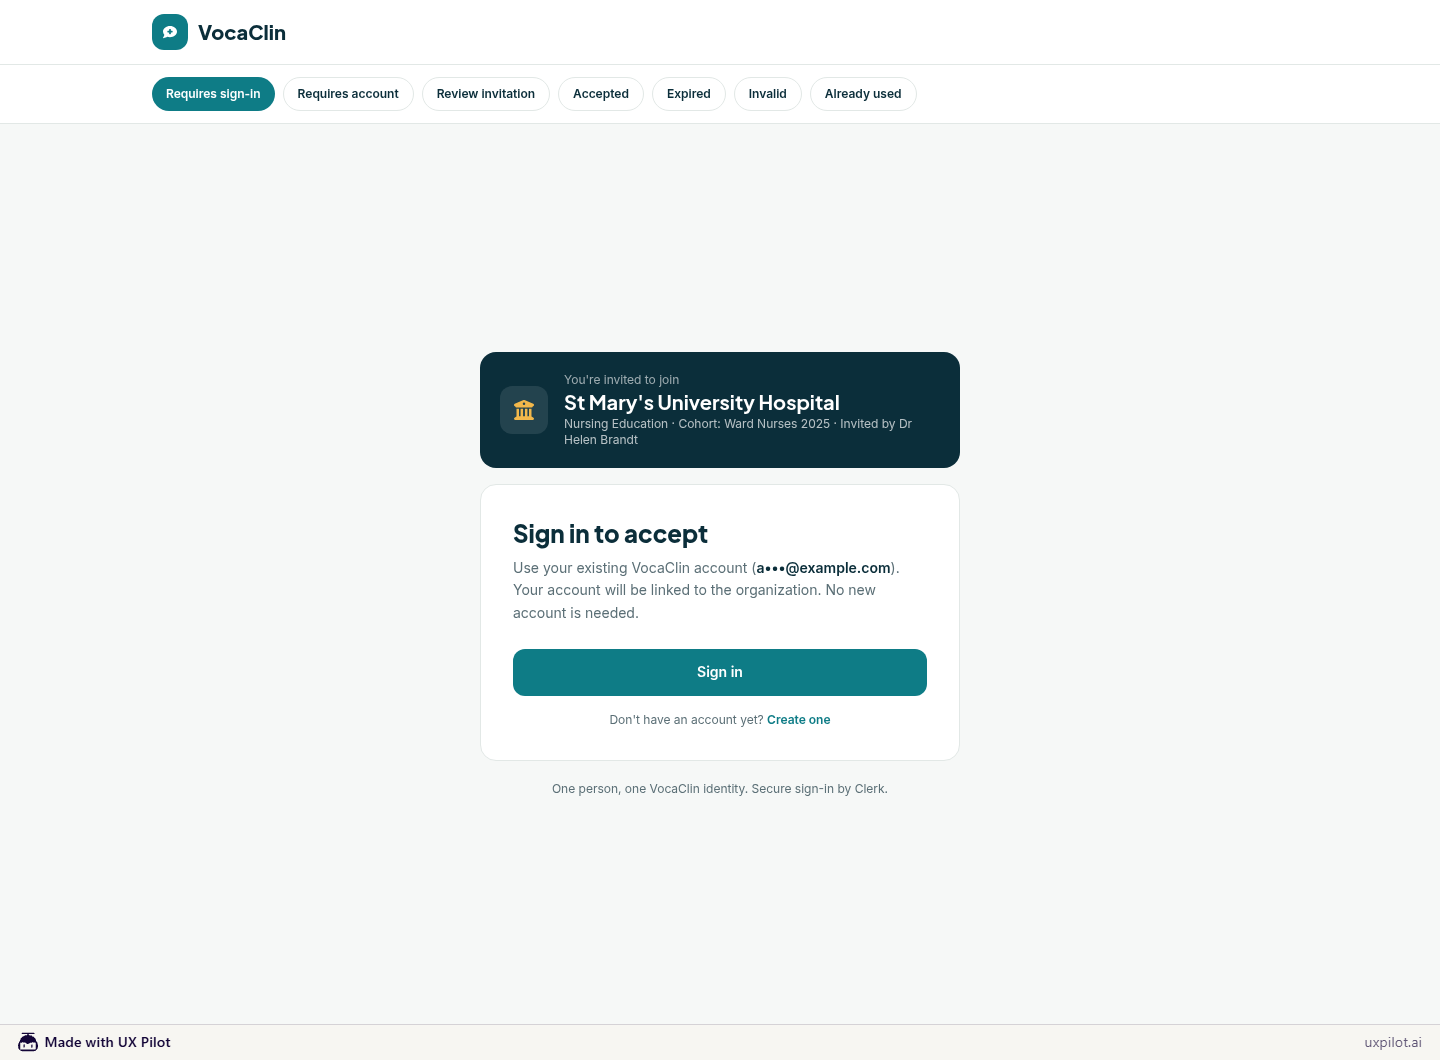 VocaClin
Requires sign-in
Requires account
Review invitation
Accepted
Expired
Invalid
Already used
You're invited to join
St Mary's University Hospital
Nursing Education · Cohort: Ward Nurses 2025 · Invited by Dr
Helen Brandt
Sign in to accept
Use your existing VocaClin account (a•••@example.com).
Your account will be linked to the organization. No new
account is needed.
Sign in
Don't have an account yet? Create one
One person, one VocaClin identity. Secure sign-in by Clerk.
Made with UX Pilot
uxpilot.ai